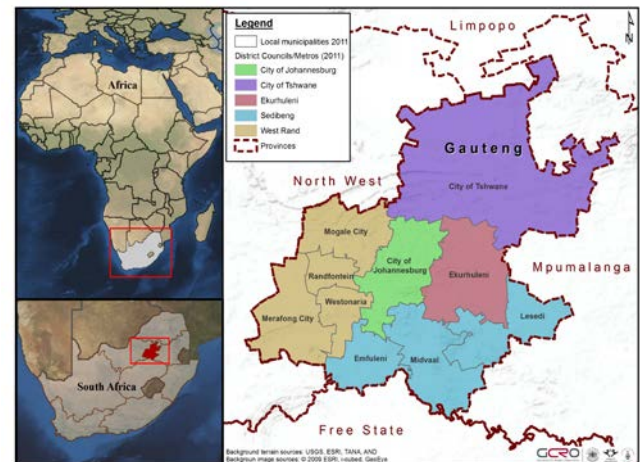 Africa
South Africa
Legend
Local municipalities 2011
District Councils/Metros (2011)
City of Johannesburg
City of Tshwane
Ekurhuleni
Sedibeng
West Rand
Provinces
Limpopo
N
Gauteng
City of Tshwane
North West
Mogale City
City of
Johannesburg
Ekurhuleni
Mpumalanga
Randfontein
Westonaria
Merafong City
Lesedi
Emfuleni
Midvaal
Free State
Background terrain sources: USGS, ESRI, TANA, AND
Backgroun image sources: © 2009 ESRI, i-cubed, GeoEye
GCRO